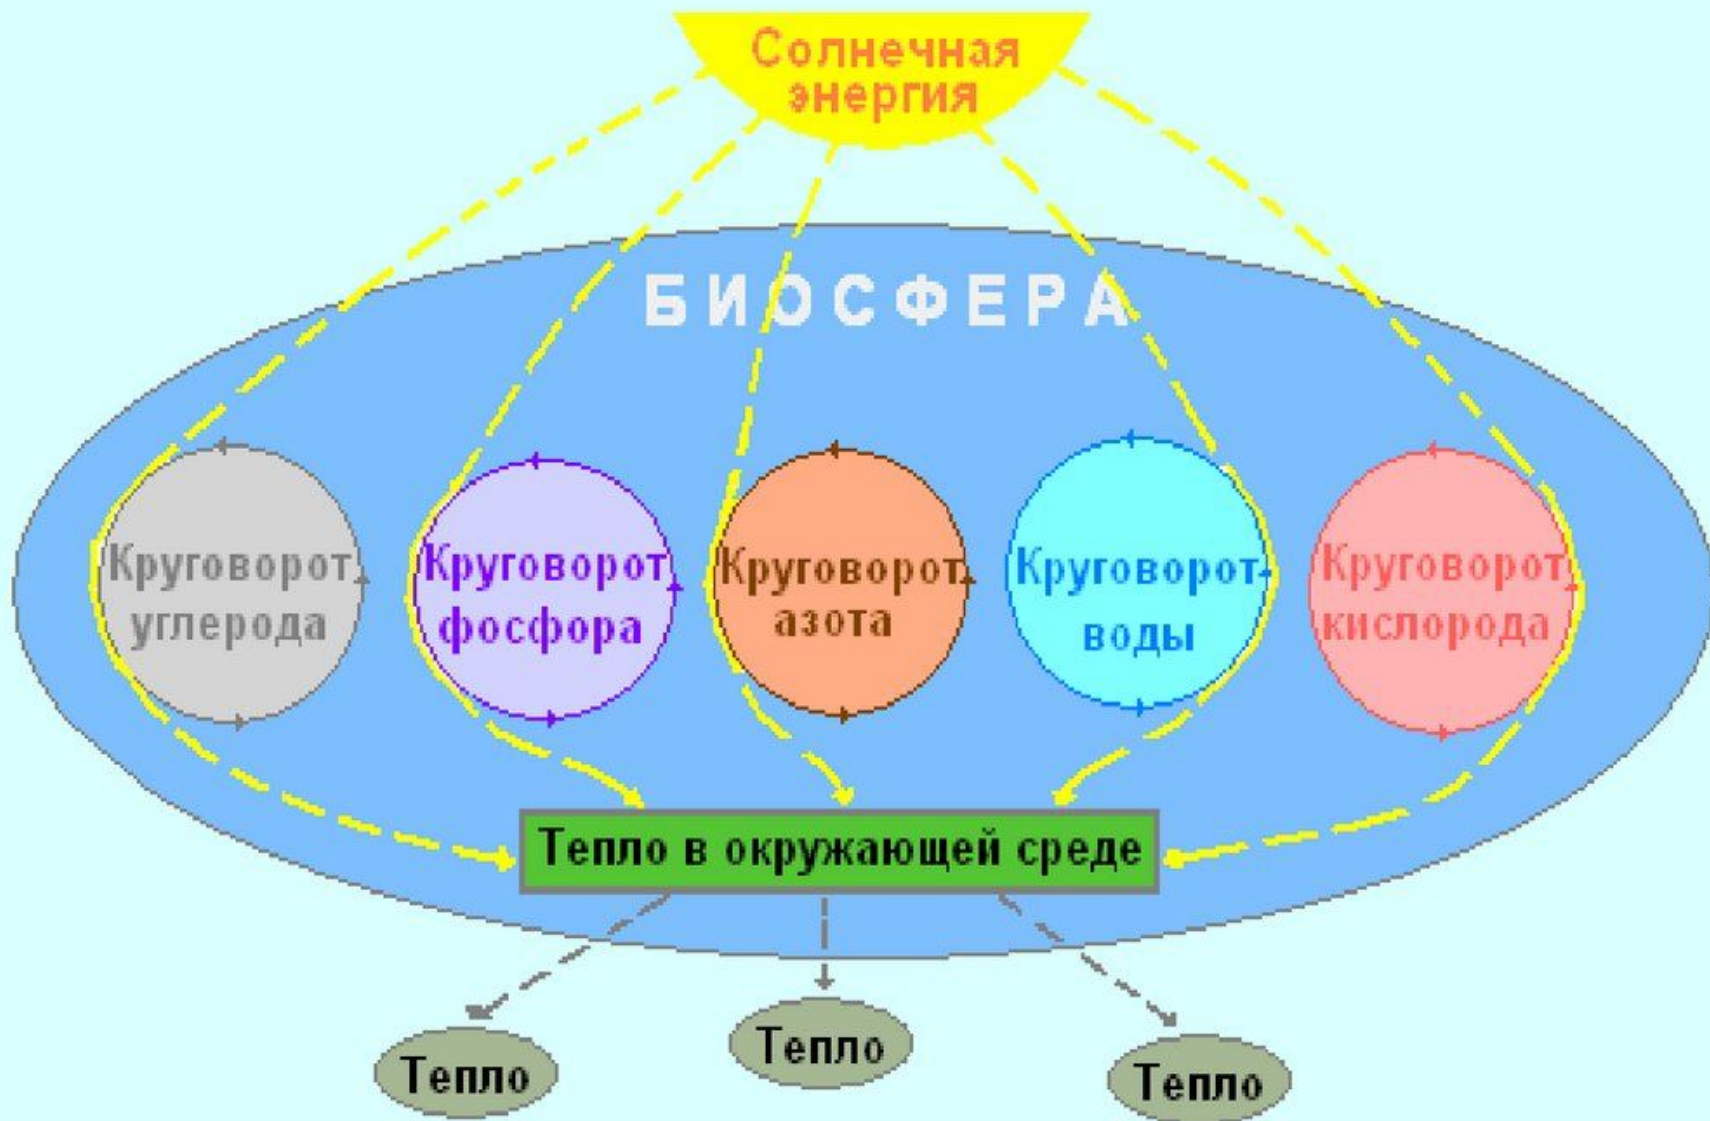 Солнечная
энергия
БИОСФЕРА
Круговорот
углерода
Круговорот
фосфора
Круговорот
азота
Круговорот
воды
Круговорот
кислорода
Тепло в окружающей среде
Тепло
Тепло
Тепло